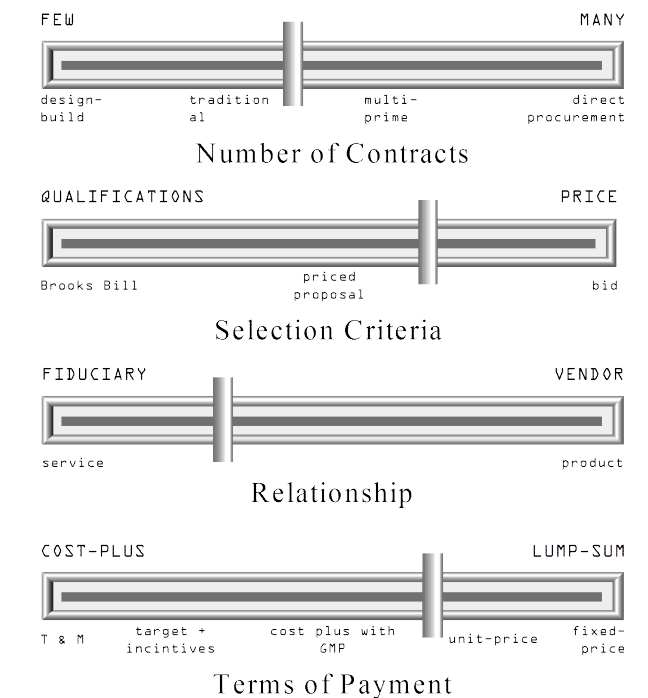 FEW MANY
design- tradition multi- direct
build al prime procurement
Number of Contracts
QUALIFICATIONS PRICE
Brooks Bill priced bid
proposal
Selection Criteria
FIDUCIARY VENDOR
service product
Relationship
COST-PLUS LUMP-SUM
T & M target + cost plus with unit-price fixed-
incintives GMP price
Terms of Payment